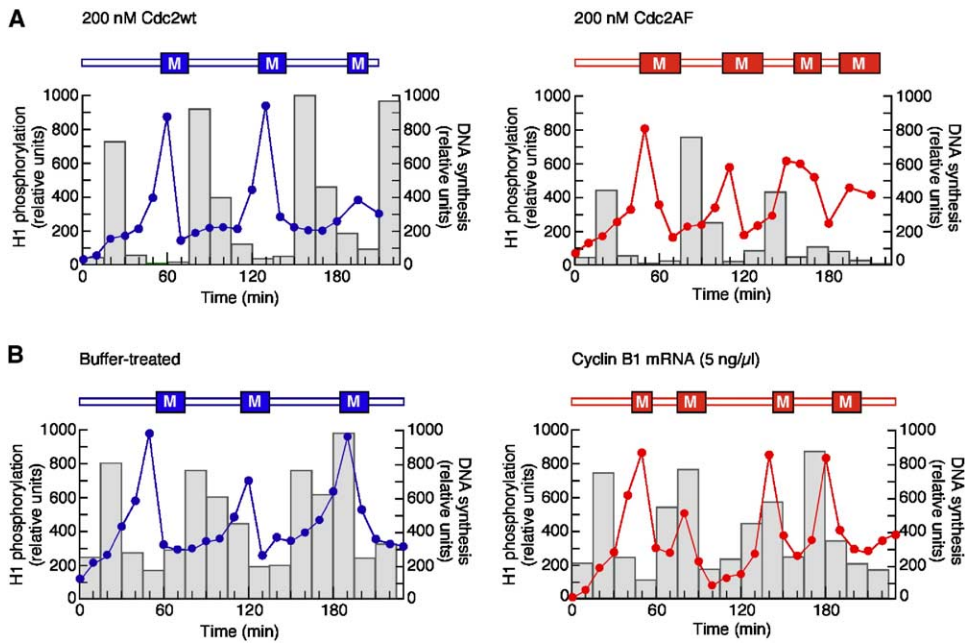 A
200 nM Cdc2wt
M M M
H1 phosphorylation
(relative units)
1000
800
600
400
200
0
1000
800
600
400
200
0
DNA synthesis
(relative units)
0 60 120 180
Time (min)
200 nM Cdc2AF
M M M M
H1 phosphorylation
(relative units)
1000
800
600
400
200
0
1000
800
600
400
200
0
DNA synthesis
(relative units)
0 60 120 180
Time (min)
B
Buffer-treated
M M M
H1 phosphorylation
(relative units)
1000
800
600
400
200
0
1000
800
600
400
200
0
DNA synthesis
(relative units)
0 60 120 180
Time (min)
Cyclin B1 mRNA (5 ng/µl)
M M M M
H1 phosphorylation
(relative units)
1000
800
600
400
200
0
1000
800
600
400
200
0
DNA synthesis
(relative units)
0 60 120 180
Time (min)